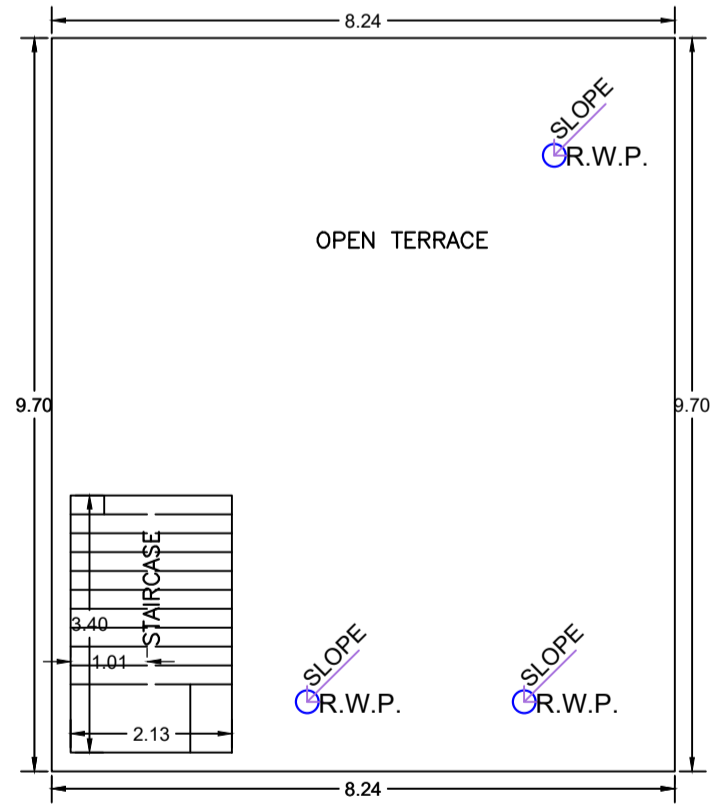 8.24
SLOPE
R.W.P.
OPEN TERRACE
9.70
9.70
STAIRCASE
3.40
1.01
SLOPE
R.W.P.
SLOPE
R.W.P.
2.13
8.24